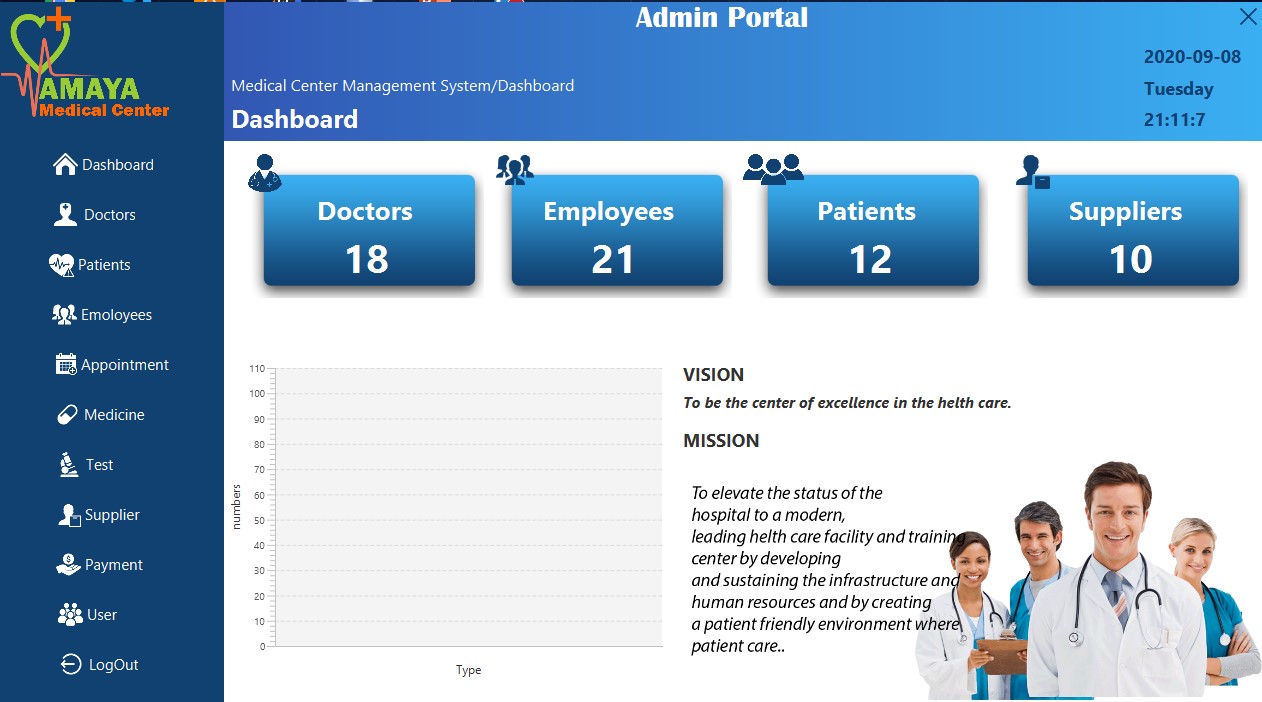 Admin Portal
AMAYA
Medical Center
2020-09-08
Tuesday
21:11:7
Medical Center Management System/Dashboard
Dashboard
Dashboard
Doctors
Patients
Emoloyees
Appointment
Medicine
Test
Supplier
Payment
User
LogOut
Doctors
18
Employees
21
Patients
12
Suppliers
10
110
100
90
80
70
60
50
40
30
20
10
0
numbers
Type
VISION
To be the center of excellence in the helth care.
MISSION
To elevate the status of the
hospital to a modern,
leading helth care facility and training
center by developing
and sustaining the infrastructure and
human resources and by creating
a patient friendly environment where
patient care..